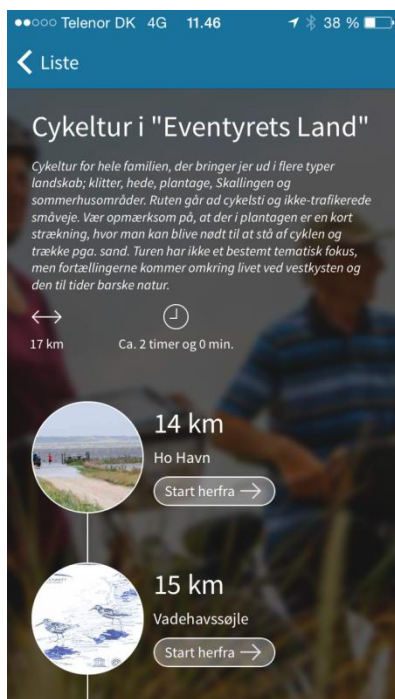 Telenor DK 4G 11.46 38 %
Liste
Cykeltur i "Eventyrets Land"
Cykeltur for hele familien, der bringer jer ud i flere typer
landskab; klitter, hede, plantage, Skallingen og
sommerhusområder. Ruten går ad cykelsti og ikke-trafikerede
småveje. Vær opmærksom på, at der i plantagen er en kort
strækning, hvor man kan blive nødt til at stå af cyklen og
trække pga. sand. Turen har ikke et bestemt tematisk fokus,
men fortællingerne kommer omkring livet ved vestkysten og
den til tider barske natur.
17 km Ca. 2 timer og 0 min.
14 km
Ho Havn
Start herfra
15 km
Vadehavssøjle
Start herfra